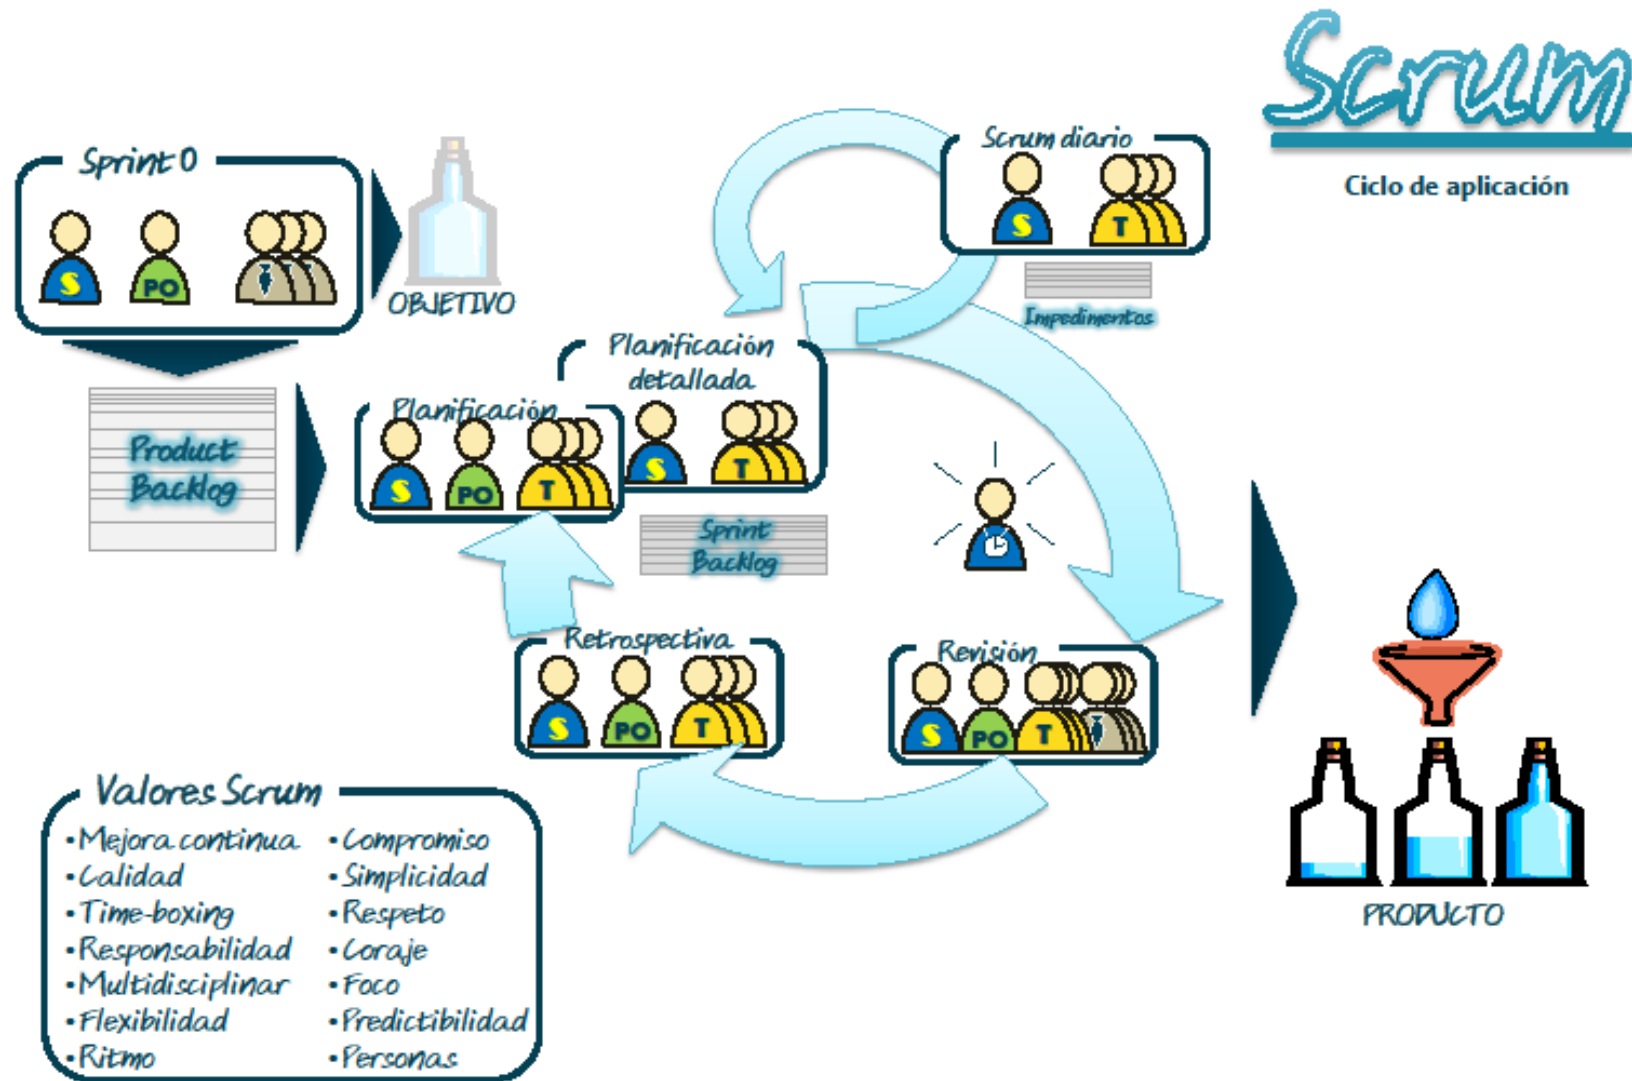 Scrum
Ciclo de aplicación
Sprint 0
S
PO
OBJETIVO
Product
Backlog
Scrum diario
S
T
Impedimentos
Planificación
detallada
S
T
Planificación
S
PO
T
Sprint
Backlog
Retrospectiva
S
PO
T
Revisión
S
PO
T
PRODUCTO
Valores Scrum
•Mejora continua
•Calidad
•Time-boxing
•Responsabilidad
•Multidisciplinar
•Flexibilidad
•Ritmo
•Compromiso
•Simplicidad
•Respeto
•Coraje
•Foco
•Predictibilidad
•Personas